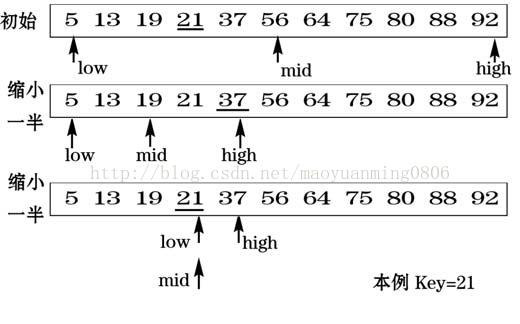 初始 5 13 19 21 37 56 64 75 80 88 92
low mid high
缩小
一半 5 13 19 21 37 56 64 75 80 88 92
low mid high
http://blog.csdn.net/maoyuanming0806
缩小
一半 5 13 19 21 37 56 64 75 80 88 92
low high
mid 本例 Key=21